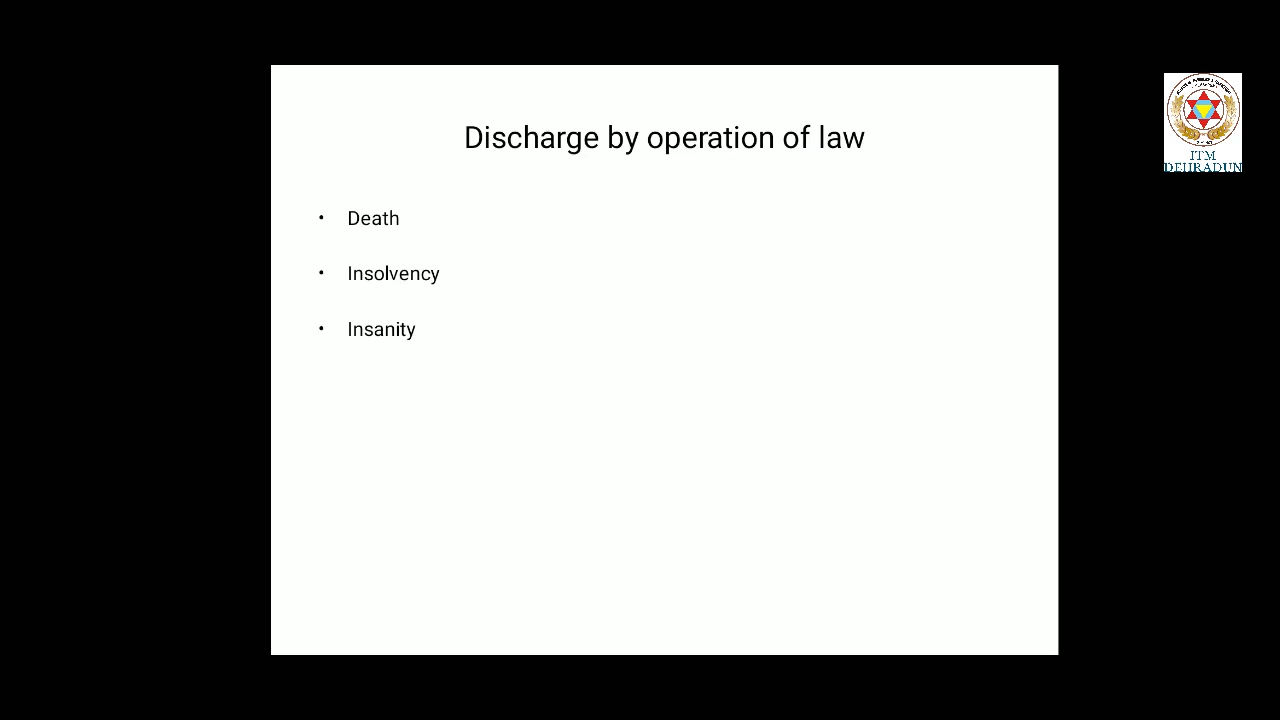 Discharge by operation of law
• Death
• Insolvency
• Insanity
ITM
DEHRADUN